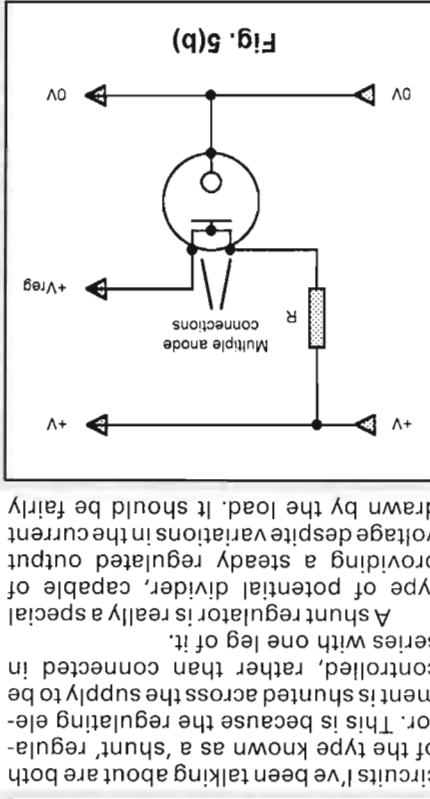 circuits I've been talking about are both
of the type known as a 'shunt' regula-
tor. This is because the regulating ele-
ment is shunted across the supply to be
controlled, rather than connected in
series with one leg of it.
A shunt regulator is really a special
type of potential divider, capable of
providing a steady regulated output
voltage despite variations in the current
drawn by the load. It should be fairly
+V
+V
R
Multiple anode
connections
+Vreg
0V
0V
Fig. 5(b)